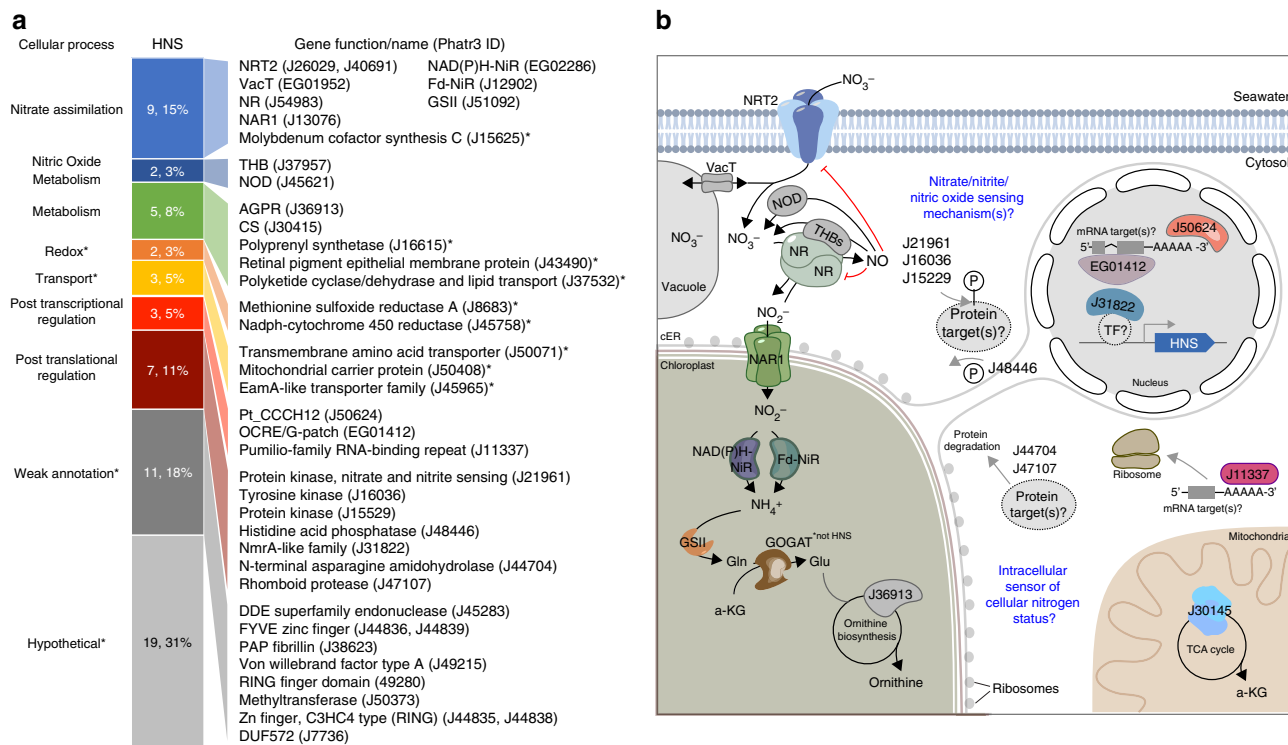 a
Cellular process
HNS
Gene function/name (Phatr3 ID)
Nitrate assimilation
9, 15%
NRT2 (J26029, J40691)
NAD(P)H-NiR (EG02286)
VacT (EG01952)
Fd-NiR (J12902)
NR (J54983)
GSII (J51092)
NAR1 (J13076)
Molybdenum cofactor synthesis C (J15625)*
Nitric Oxide
Metabolism
2, 3%
THB (J37957)
NOD (J45621)
Metabolism
5, 8%
AGPR (J36913)
CS (J30415)
Polyprenyl synthetase (J16615)*
Retinal pigment epithelial membrane protein (J43490)*
Polyketide cyclase/dehydrase and lipid transport (J37532)*
Redox*
2, 3%
Methionine sulfoxide reductase A (J8683)*
Nadph-cytochrome 450 reductase (J45758)*
Transport*
3, 5%
Transmembrane amino acid transporter (J50071)*
Mitochondrial carrier protein (J50408)*
EamA-like transporter family (J45965)*
Post transcriptional
regulation
3, 5%
Pt_CCCH12 (J50624)
OCRE/G-patch (EG01412)
Pumilio-family RNA-binding repeat (J11337)
Post translational
regulation
7, 11%
Protein kinase, nitrate and nitrite sensing (J21961)
Tyrosine kinase (J16036)
Protein kinase (J15529)
Histidine acid phosphatase (J48446)
NmrA-like family (J31822)
N-terminal asparagine amidohydrolase (J44704)
Rhomboid protease (J47107)
Weak annotation*
11, 18%
DDE superfamily endonuclease (J45283)
FYVE zinc finger (J44836, J44839)
PAP fibrillin (J38623)
Von willebrand factor type A (J49215)
RING finger domain (49280)
Methyltransferase (J50373)
Zn finger, C3HC4 type (RING) (J44835, J44838)
DUF572 (J7736)
Hypothetical*
19, 31%
b
NO₃⁻
NRT2
Seawater
Cytosol
VacT
NOD
NO₃⁻
Vacuole
NO₃⁻
THBs
NR
NR
NO
NO₂⁻
Nitrate/nitrite/
nitric oxide sensing
mechanism(s)?
J21961
J16036
J15229
P
Protein
target(s)?
P
J48446
mRNA target(s)?
J50624
5'
AAAAA -3'
EG01412
J31822
TF?
HNS
Nucleus
cER
Chloroplast
NAR1
NO₂⁻
NAD(P)H-
NiR
Fd-NiR
NH₄⁺
GSII
Gln
GOGAT*not HNS
Glu
a-KG
J36913
Ornithine
biosynthesis
Ornithine
Protein
degradation
J44704
J47107
Protein
target(s)?
Ribosome
J11337
5'
AAAAA-3'
mRNA target(s)?
Intracellular
sensor of
cellular nitrogen
status?
Ribosomes
Mitochondria
J30145
TCA cycle
a-KG